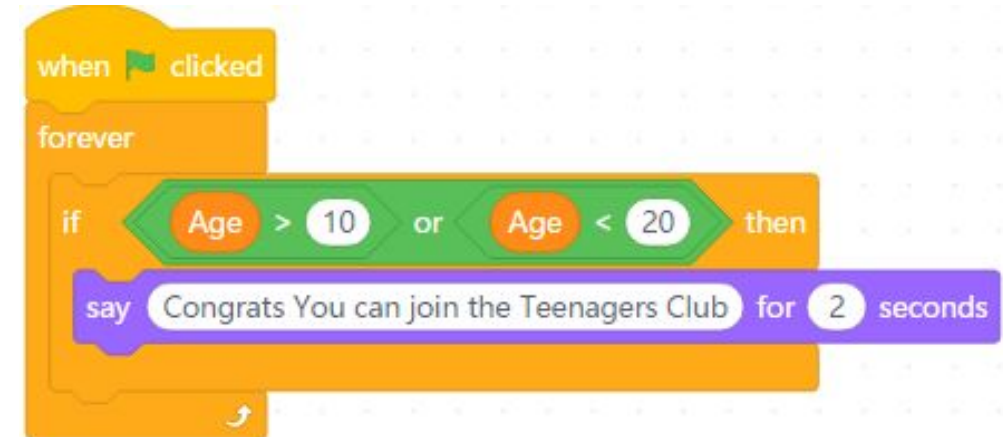 when clicked
forever
if Age > 10 or Age < 20 then
say Congrats You can join the Teenagers Club for 2 seconds